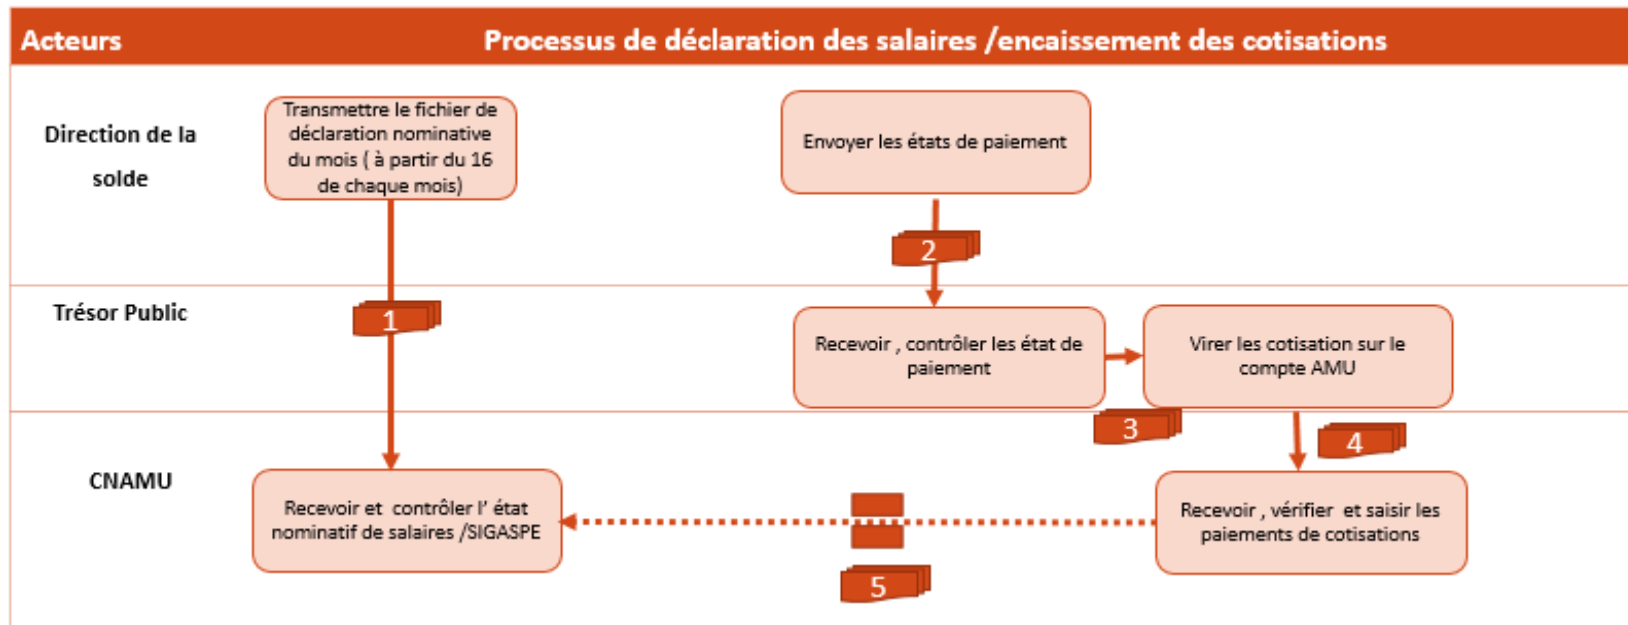 Acteurs
Processus de déclaration des salaires /encaissement des cotisations
Direction de la
solde
Transmettre le fichier de
déclaration nominative
du mois ( à partir du 16
de chaque mois)
Envoyer les états de paiement
2
Trésor Public
1
Recevoir , contrôler les état de
paiement
Virer les cotisation sur le
compte AMU
3
4
CNAMU
Recevoir et contrôler l’ état
nominatif de salaires /SIGASPE
Recevoir , vérifier et saisir les
paiements de cotisations
5